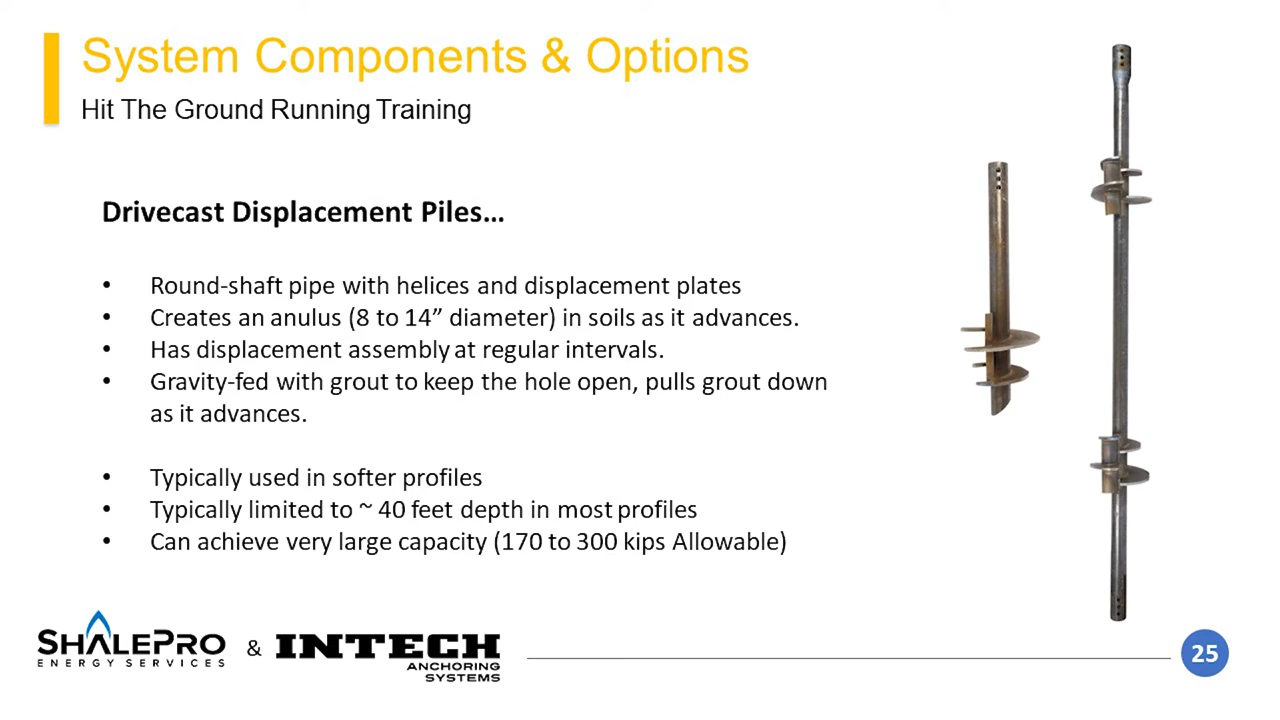 System Components & Options
Hit The Ground Running Training
Drivecast Displacement Piles…
• Round-shaft pipe with helices and displacement plates
• Creates an anulus (8 to 14” diameter) in soils as it advances.
• Has displacement assembly at regular intervals.
• Gravity-fed with grout to keep the hole open, pulls grout down
as it advances.
• Typically used in softer profiles
• Typically limited to ~ 40 feet depth in most profiles
• Can achieve very large capacity (170 to 300 kips Allowable)
SHALEPRO
ENERGY SERVICES
&
INTECH
ANCHORING
SYSTEMS
25